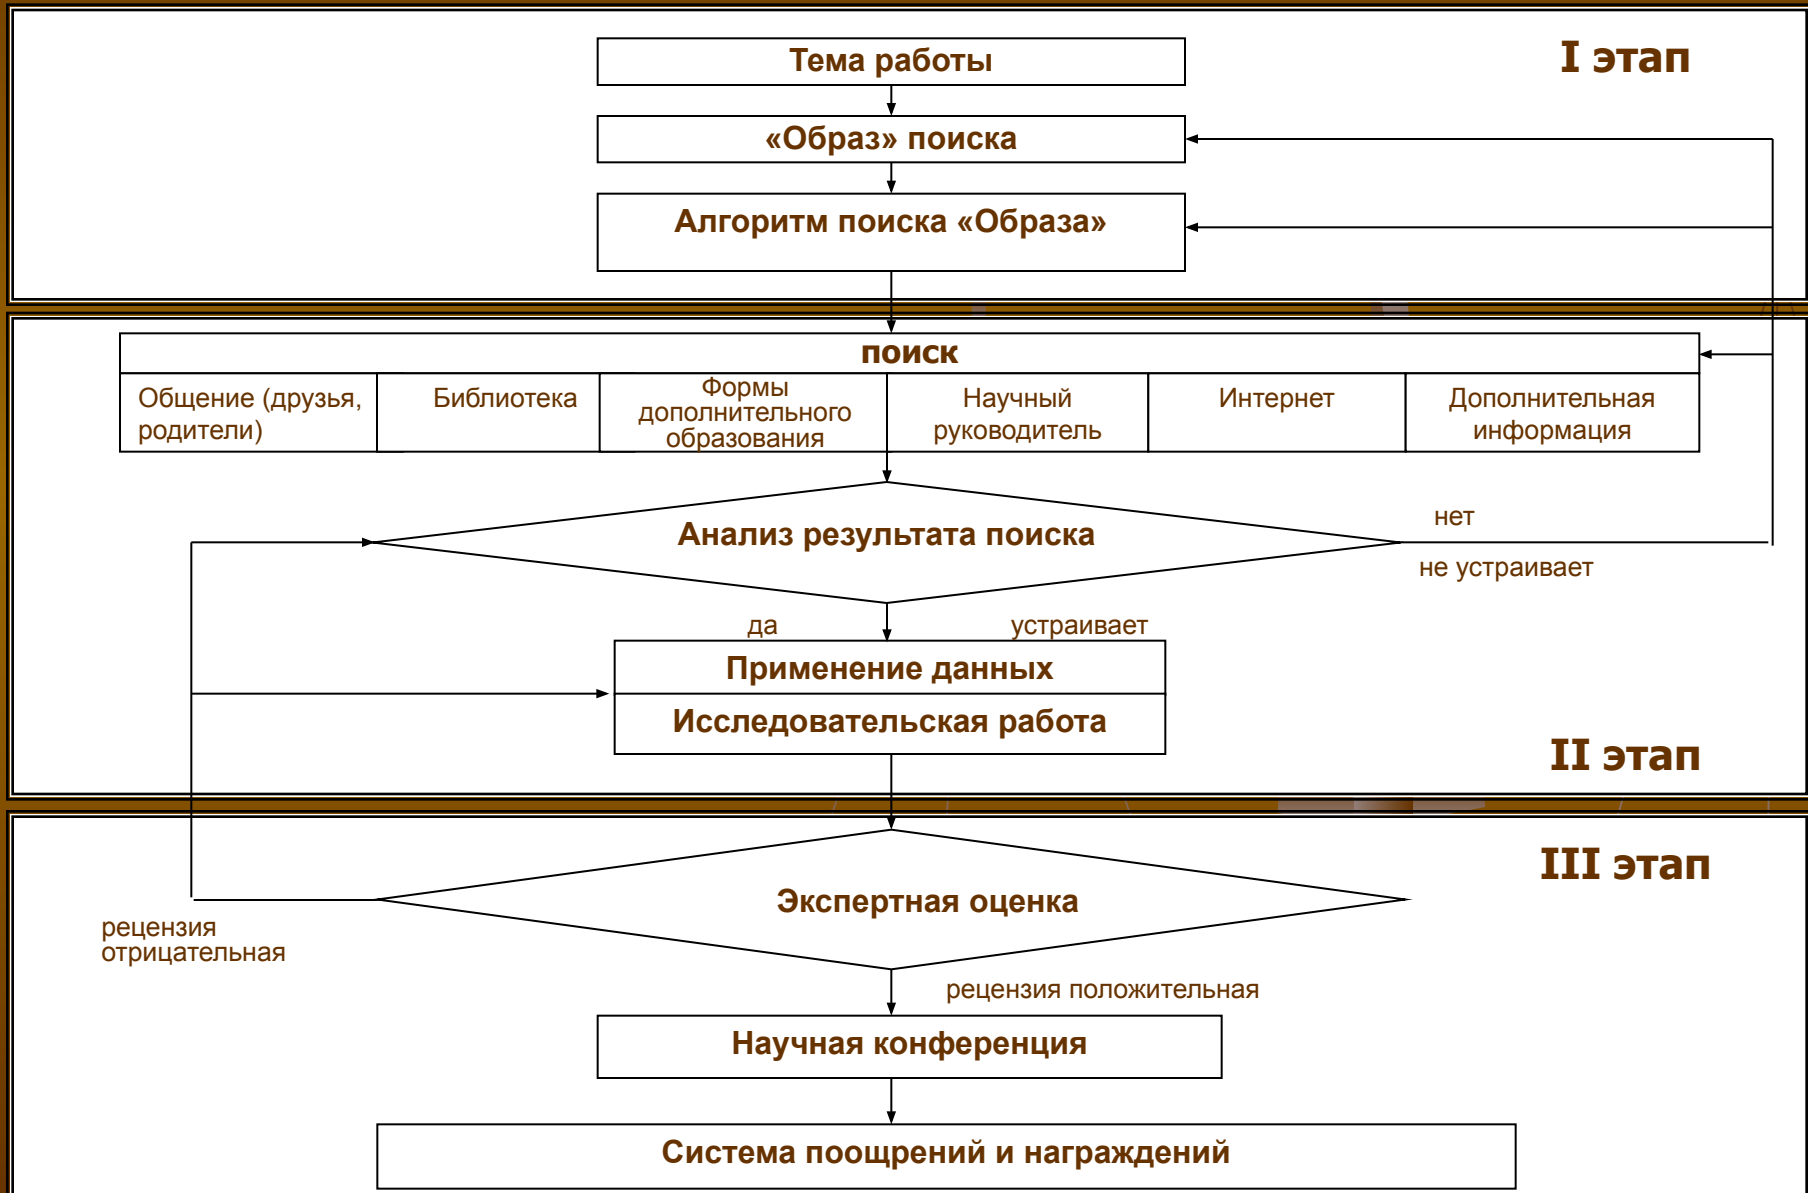 I этап
Тема работы
«Образ» поиска
Алгоритм поиска «Образа»
поиск
Общение (друзья,
родители)
Библиотека
Формы
дополнительного
образования
Научный
руководитель
Интернет
Дополнительная
информация
Анализ результата поиска
нет
не устраивает
да
устраивает
Применение данных
Исследовательская работа
II этап
III этап
Экспертная оценка
рецензия
отрицательная
рецензия положительная
Научная конференция
Система поощрений и награждений